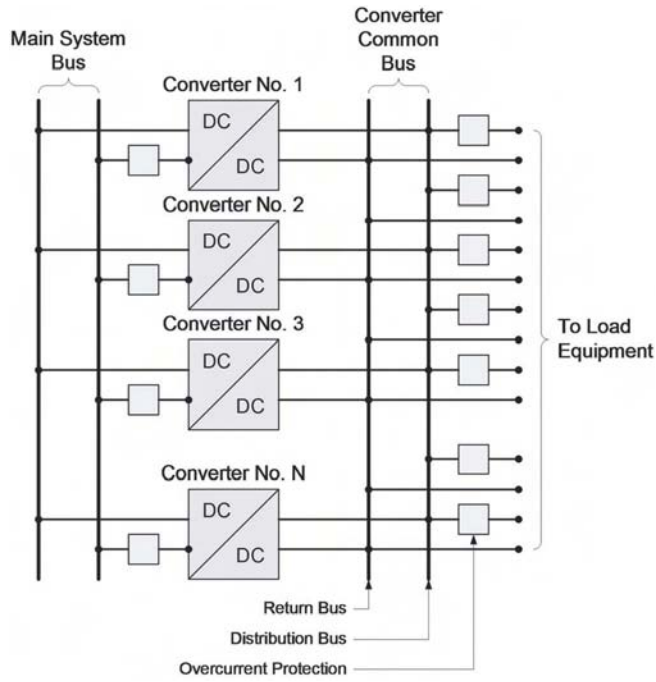 Main System
Bus
Converter
Common
Bus
Converter No. 1
DC
DC
Converter No. 2
DC
DC
Converter No. 3
DC
DC
Converter No. N
DC
DC
To Load
Equipment
Return Bus
Distribution Bus
Overcurrent Protection